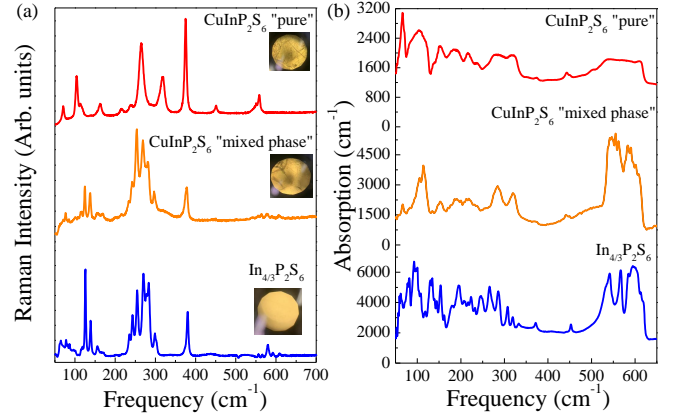 (a)
CuInP₂S₆ "pure"
CuInP₂S₆ "mixed phase"
In₄/₃P₂S₆
Raman Intensity (Arb. units)
50 100 200 300 400 500 600 700
Frequency (cm⁻¹)
(b)
CuInP₂S₆ "pure"
3200
2400
1600
0
CuInP₂S₆ "mixed phase"
4500
3000
1500
0
In₄/₃P₂S₆
6000
4000
2000
0
Absorption (cm⁻¹)
100 200 300 400 500 600
Frequency (cm⁻¹)